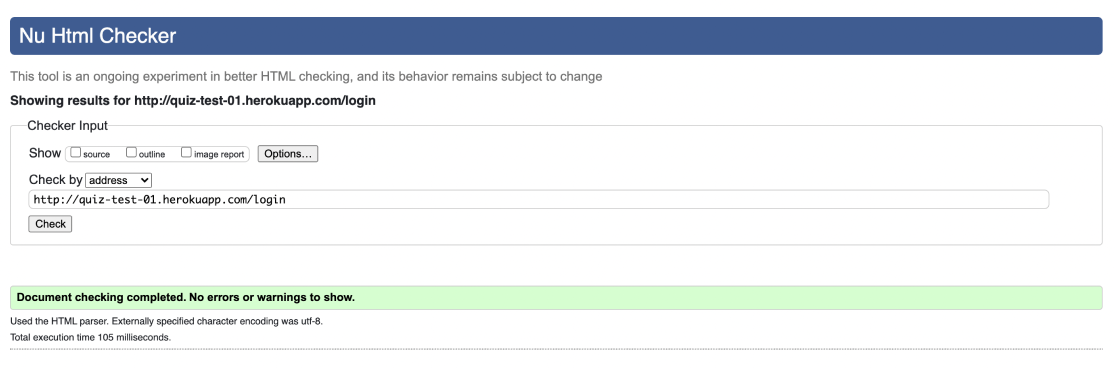 Nu Html Checker
This tool is an ongoing experiment in better HTML checking, and its behavior remains subject to change
Showing results for http://quiz-test-01.herokuapp.com/login
Checker Input
Show source outline image report Options...
Check by address
http://quiz-test-01.herokuapp.com/login
Check
Document checking completed. No errors or warnings to show.
Used the HTML parser. Externally specified character encoding was utf-8.
Total execution time 105 milliseconds.